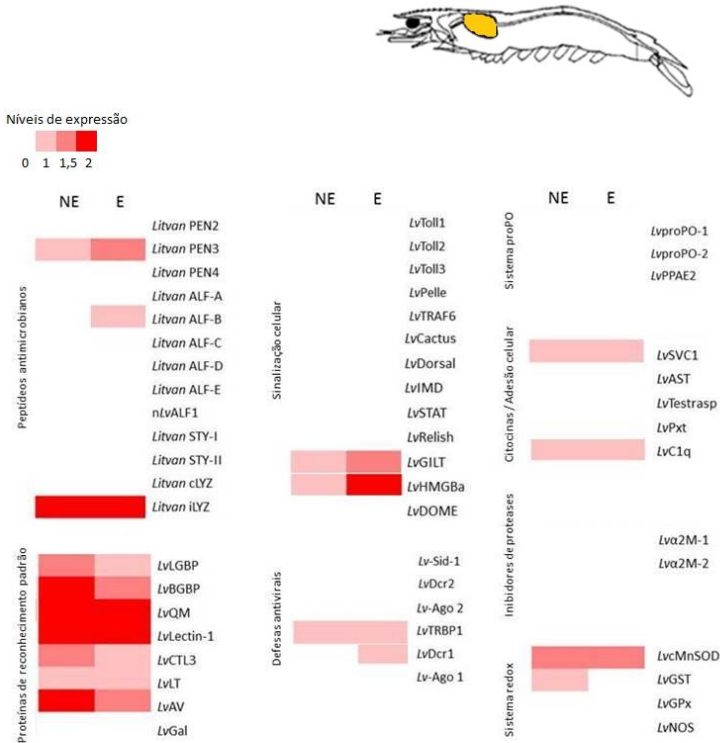 Níveis de expressão
0 1 1,5 2
NE E
Peptídeos antimicrobianos
Litvan PEN2
Litvan PEN3
Litvan PEN4
Litvan ALF-A
Litvan ALF-B
Litvan ALF-C
Litvan ALF-D
Litvan ALF-E
nLvALF1
Litvan STY-I
Litvan STY-II
Litvan cLYZ
Litvan iLYZ
Proteínas de reconhecimento padrão
LvLGBP
LvBGBP
LvQM
LvLectin-1
LvCTL3
LvLT
LvAV
LvGal
NE E
Sinalização celular
LvToll1
LvToll2
LvToll3
LvPelle
LvTRAF6
LvCactus
LvDorsal
LvIMD
LvSTAT
LvRelish
LvGILT
LvHMGBa
LvDOME
Defesas antivirais
Lv-Sid-1
LvDcr2
Lv-Ago 2
LvTRBP1
LvDcr1
Lv-Ago 1
NE E
Sistema proPO
LvproPO-1
LvproPO-2
LvPPAE2
Citocinas / Adesão celular
LvSVC1
LvAST
LvTestrasp
LvPxt
LvC1q
Inibidores de proteases
Lvα2M-1
Lvα2M-2
Sistema redox
LvcMnSOD
LvGST
LvGPx
LvNOS